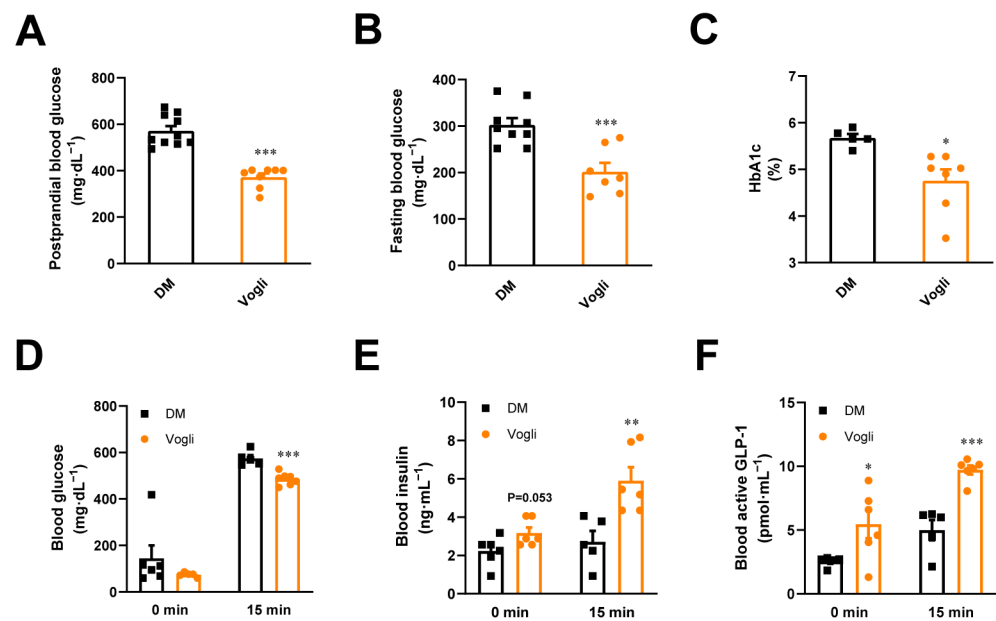 A
Postprandial blood glucose
(mg·dL⁻¹)
800
600
400
200
0
***
DM
Vogli
B
Fasting blood glucose
(mg·dL⁻¹)
400
300
200
100
0
***
DM
Vogli
C
HbA1c
(%)
6
5
4
3
*
DM
Vogli
D
Blood glucose
(mg·dL⁻¹)
800
600
400
200
0
DM
Vogli
***
0 min
15 min
E
Blood insulin
(ng·mL⁻¹)
10
8
6
4
2
0
DM
Vogli
P=0.053
**
0 min
15 min
F
Blood active GLP-1
(pmol·mL⁻¹)
15
10
5
0
DM
Vogli
*
***
0 min
15 min